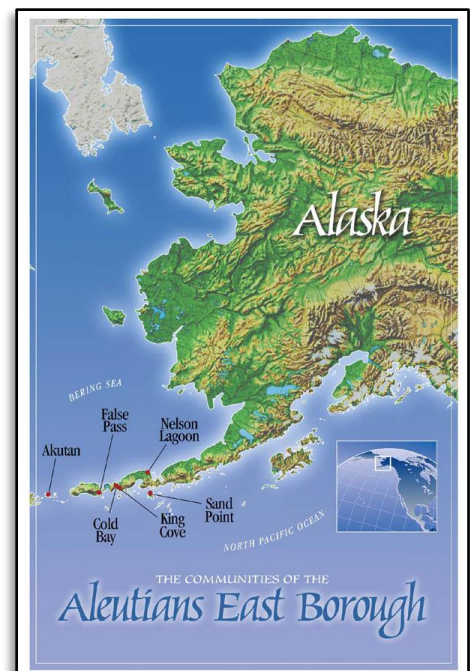 Alaska
BERING SEA
False
Pass
Nelson
Lagoon
Akutan
Cold
Bay
King
Cove
Sand
Point
NORTH PACIFIC OCEAN
THE COMMUNITIES OF THE
Aleutians East Borough